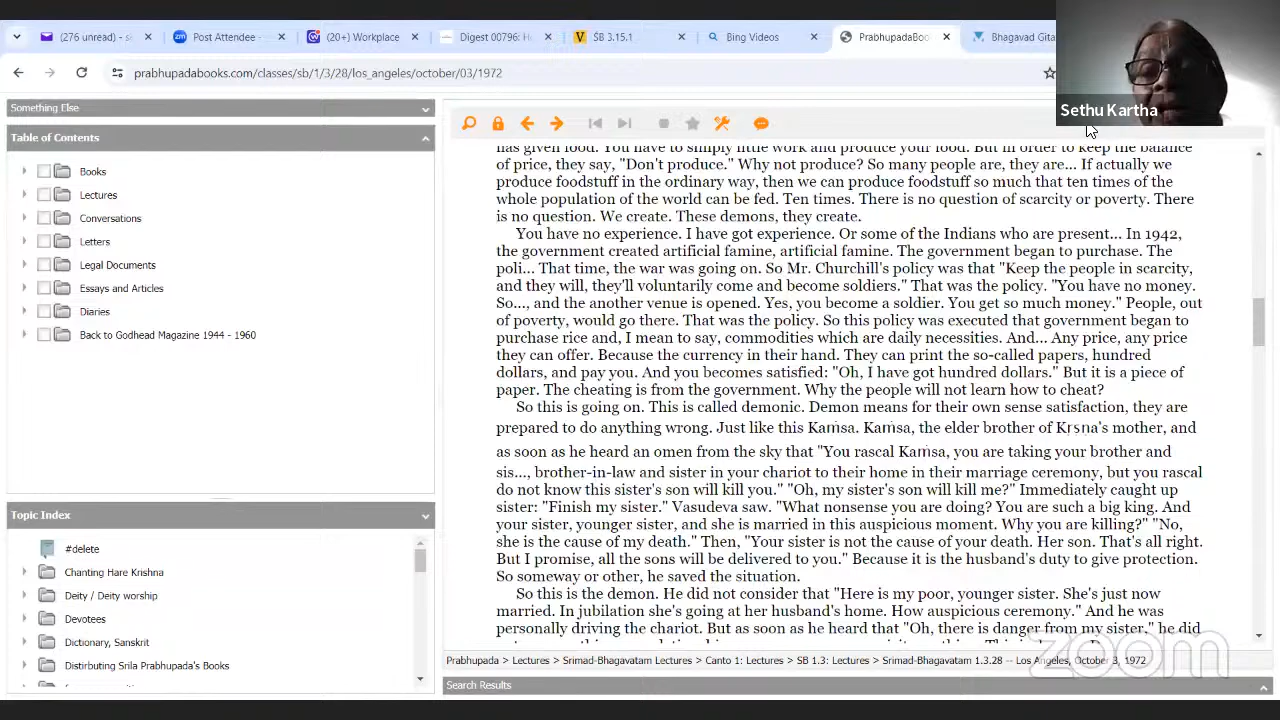 (276 unread) - s
Post Attendee -
(20+) Workplace
Digest 00796: H
SB 3.15.1
Bing Videos
PrabhupadaBook
Bhagavad Gita
prabhupadabooks.com/classes/sb/1/3/28/los_angeles/october/03/1972
Sethu Kartha
Something Else
Table of Contents
Books
Lectures
Conversations
Letters
Legal Documents
Essays and Articles
Diaries
Back to Godhead Magazine 1944 - 1960
Topic Index
#delete
Chanting Hare Krishna
Deity / Deity worship
Devotees
Dictionary, Sanskrit
Distirbuting Srila Prabhupada's Books
has given food. You have to simply little work and produce your food. But in order to keep the balance
of price, they say, "Don't produce." Why not produce? So many people are, they are... If actually we
produce foodstuff in the ordinary way, then we can produce foodstuff so much that ten times of the
whole population of the world can be fed. Ten times. There is no question of scarcity or poverty. There
is no question. We create. These demons, they create.
You have no experience. I have got experience. Or some of the Indians who are present... In 1942,
the government created artificial famine, artificial famine. The government began to purchase. The
poli... That time, the war was going on. So Mr. Churchill's policy was that "Keep the people in scarcity,
and they will, they'll voluntarily come and become soldiers." That was the policy. "You have no money.
So..., and the another venue is opened. Yes, you become a soldier. You get so much money." People, out
of poverty, would go there. That was the policy. So this policy was executed that government began to
purchase rice and, I mean to say, commodities which are daily necessities. And... Any price, any price
they can offer. Because the currency in their hand. They can print the so-called papers, hundred
dollars, and pay you. And you becomes satisfied: "Oh, I have got hundred dollars." But it is a piece of
paper. The cheating is from the government. Why the people will not learn how to cheat?
So this is going on. This is called demonic. Demon means for their own sense satisfaction, they are
prepared to do anything wrong. Just like this Kaṁsa. Kaṁsa, the elder brother of Kṛṣṇa's mother, and
as soon as he heard an omen from the sky that "You rascal Kaṁsa, you are taking your brother and
sis..., brother-in-law and sister in your chariot to their home in their marriage ceremony, but you rascal
do not know this sister's son will kill you." "Oh, my sister's son will kill me?" Immediately caught up
sister: "Finish my sister." Vasudeva saw. "What nonsense you are doing? You are such a big king. And
your sister, younger sister, and she is married in this auspicious moment. Why you are killing?" "No,
she is the cause of my death." Then, "Your sister is not the cause of your death. Her son. That's all right.
But I promise, all the sons will be delivered to you." Because it is the husband's duty to give protection.
So someway or other, he saved the situation.
So this is the demon. He did not consider that "Here is my poor, younger sister. She's just now
married. In jubilation she's going at her husband's home. How auspicious ceremony." And he was
personally driving the chariot. But as soon as he heard that "Oh, there is danger from my sister," he did
Prabhupada > Lectures > Srimad-Bhagavatam Lectures > Canto 1: Lectures > SB 1.3: Lectures > Srimad-Bhagavatam 1.3.28 -- Los Angeles, October 3, 1972
Search Results
zoom